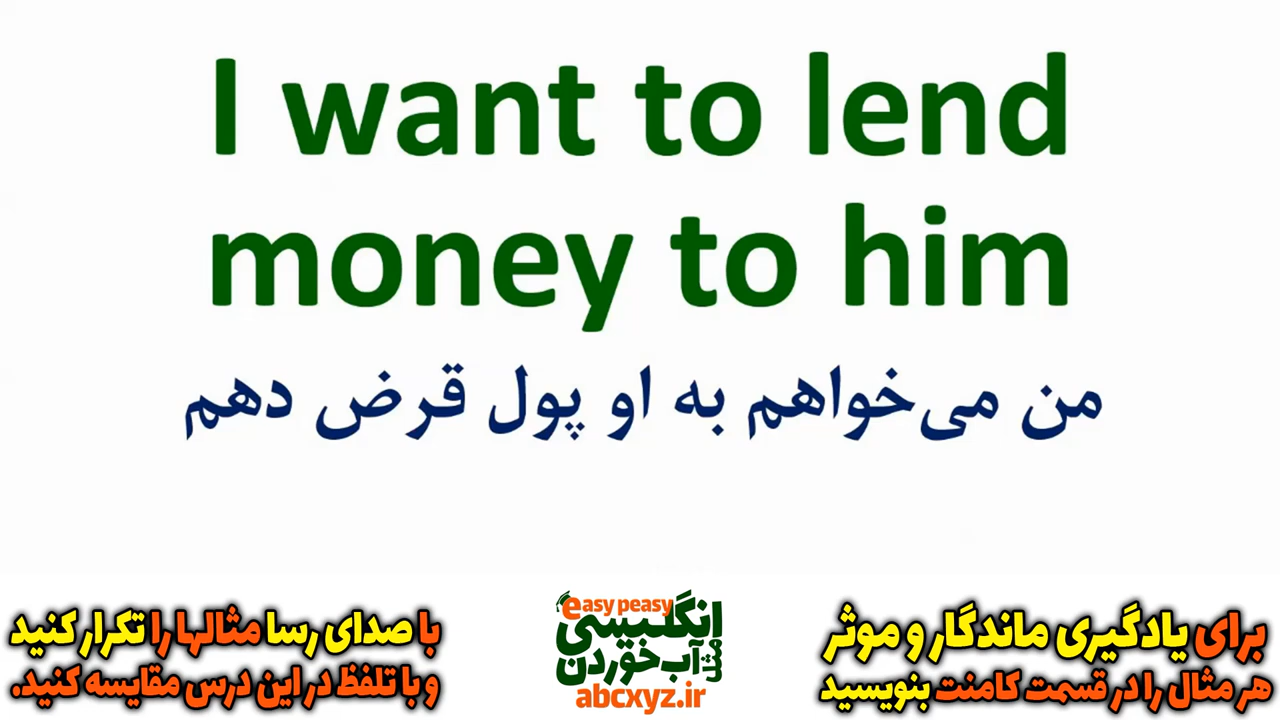 I want to lend
money to him
من می‌خواهم به او پول قرض دهم
برای یادگیری ماندگار و موثر
هر مثال را در قسمت کامنت بنویسید
easy peasy
انگلیسی
مثل آب خوردن
abcxyz.ir
با صدای رسا مثالها را تکرار کنید
و با تلفظ در این درس مقایسه کنید.